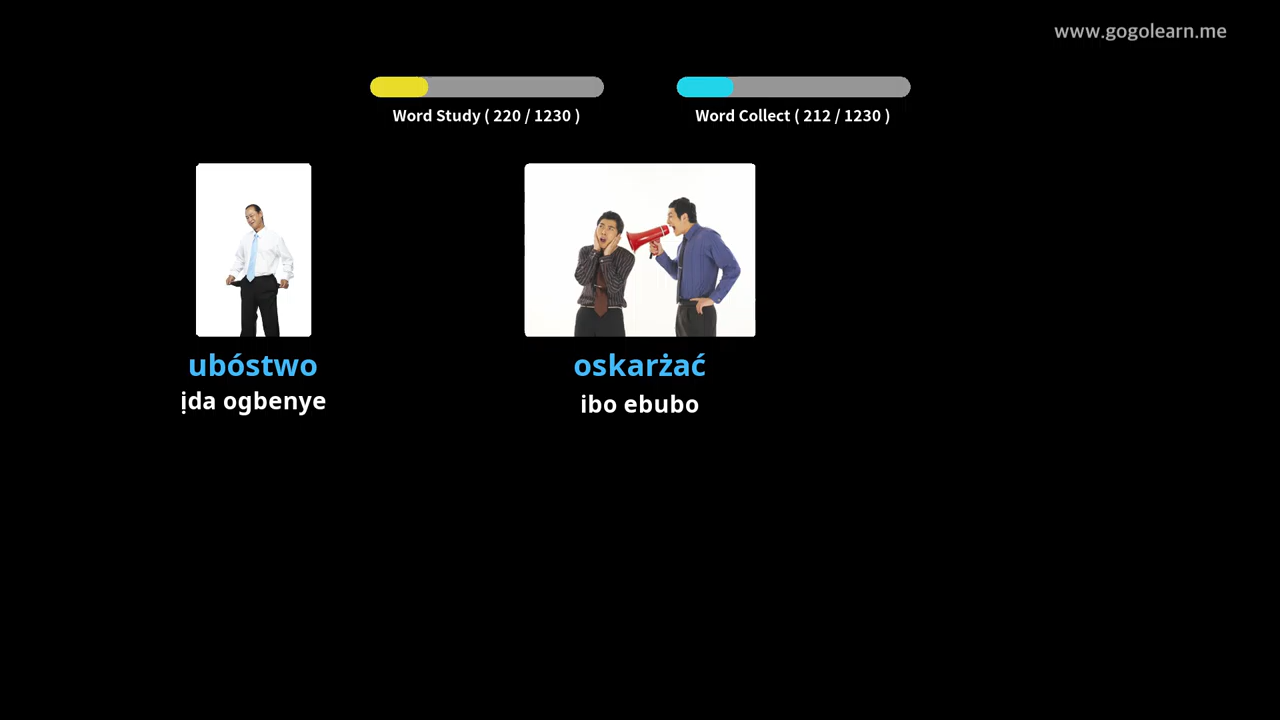 www.gogolearn.me
Word Study ( 220 / 1230 )
Word Collect ( 212 / 1230 )
ubóstwo
ịda ogbenye
oskarżać
ibo ebubo